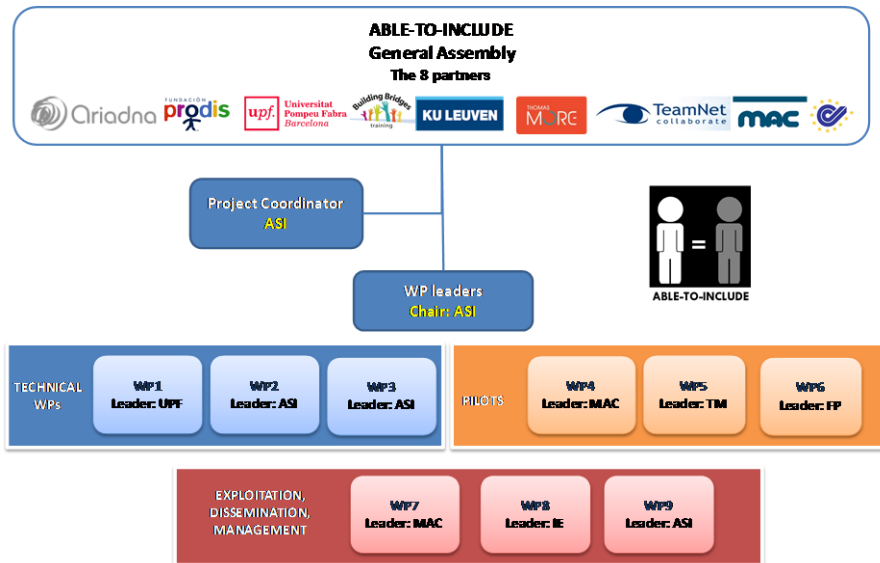 ABLE-TO-INCLUDE
General Assembly
The 8 partners
Ariadna
FUNDACIÓN
prodis
upf.
Universitat
Pompeu Fabra
Barcelona
Building Bridges
training
KU LEUVEN
THOMAS
MORE
TeamNet
collaborate
mac
Project Coordinator
ASI
=
ABLE-TO-INCLUDE
WP leaders
Chair: ASI
TECHNICAL
WPs
WP1
Leader: UPF
WP2
Leader: ASI
WP3
Leader: ASI
PILOTS
WP4
Leader: MAC
WP5
Leader: TM
WP6
Leader: FP
EXPLOITATION,
DISSEMINATION,
MANAGEMENT
WP7
Leader: MAC
WP8
Leader: IE
WP9
Leader: ASI